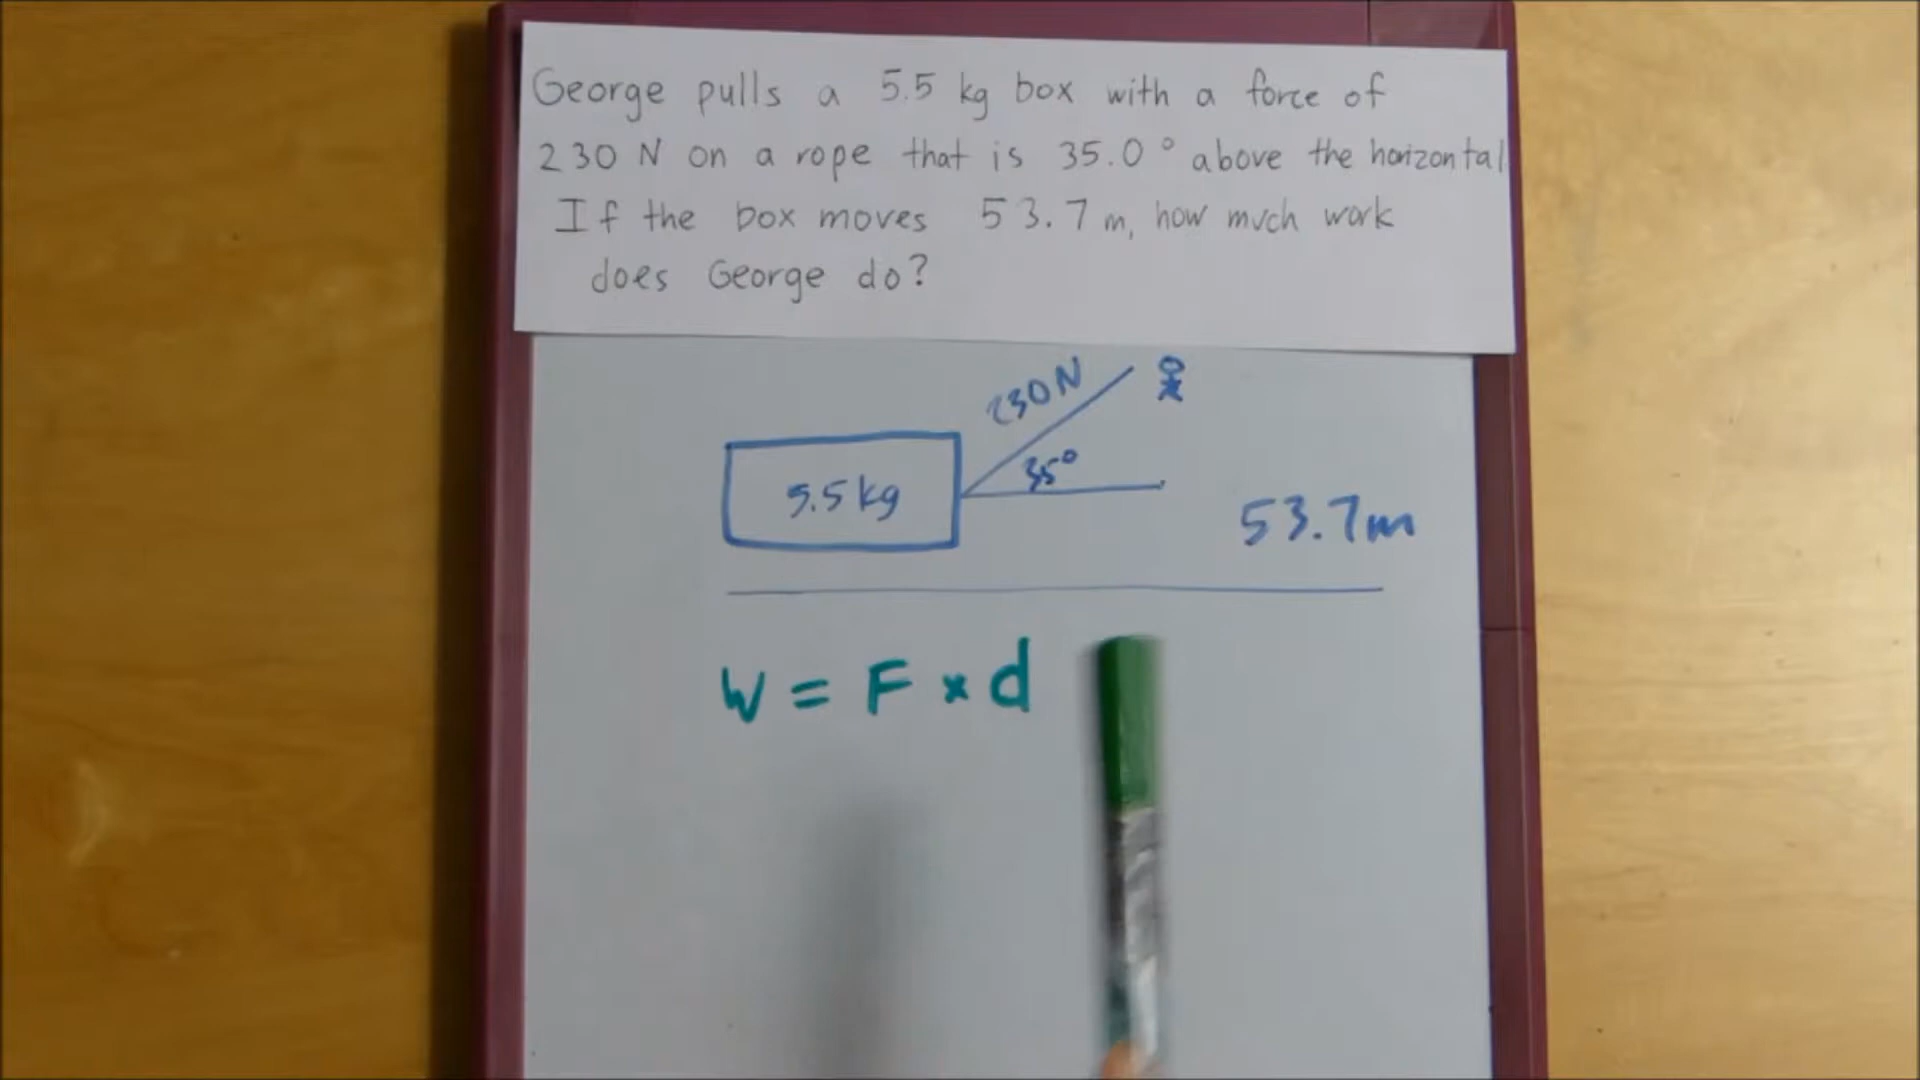 George pulls a 5.5 kg box with a force of
230 N on a rope that is 35.0° above the horizontal
If the box moves 53.7 m, how much work
does George do?
230 N
35°
5.5 kg
53.7m
W = F × d